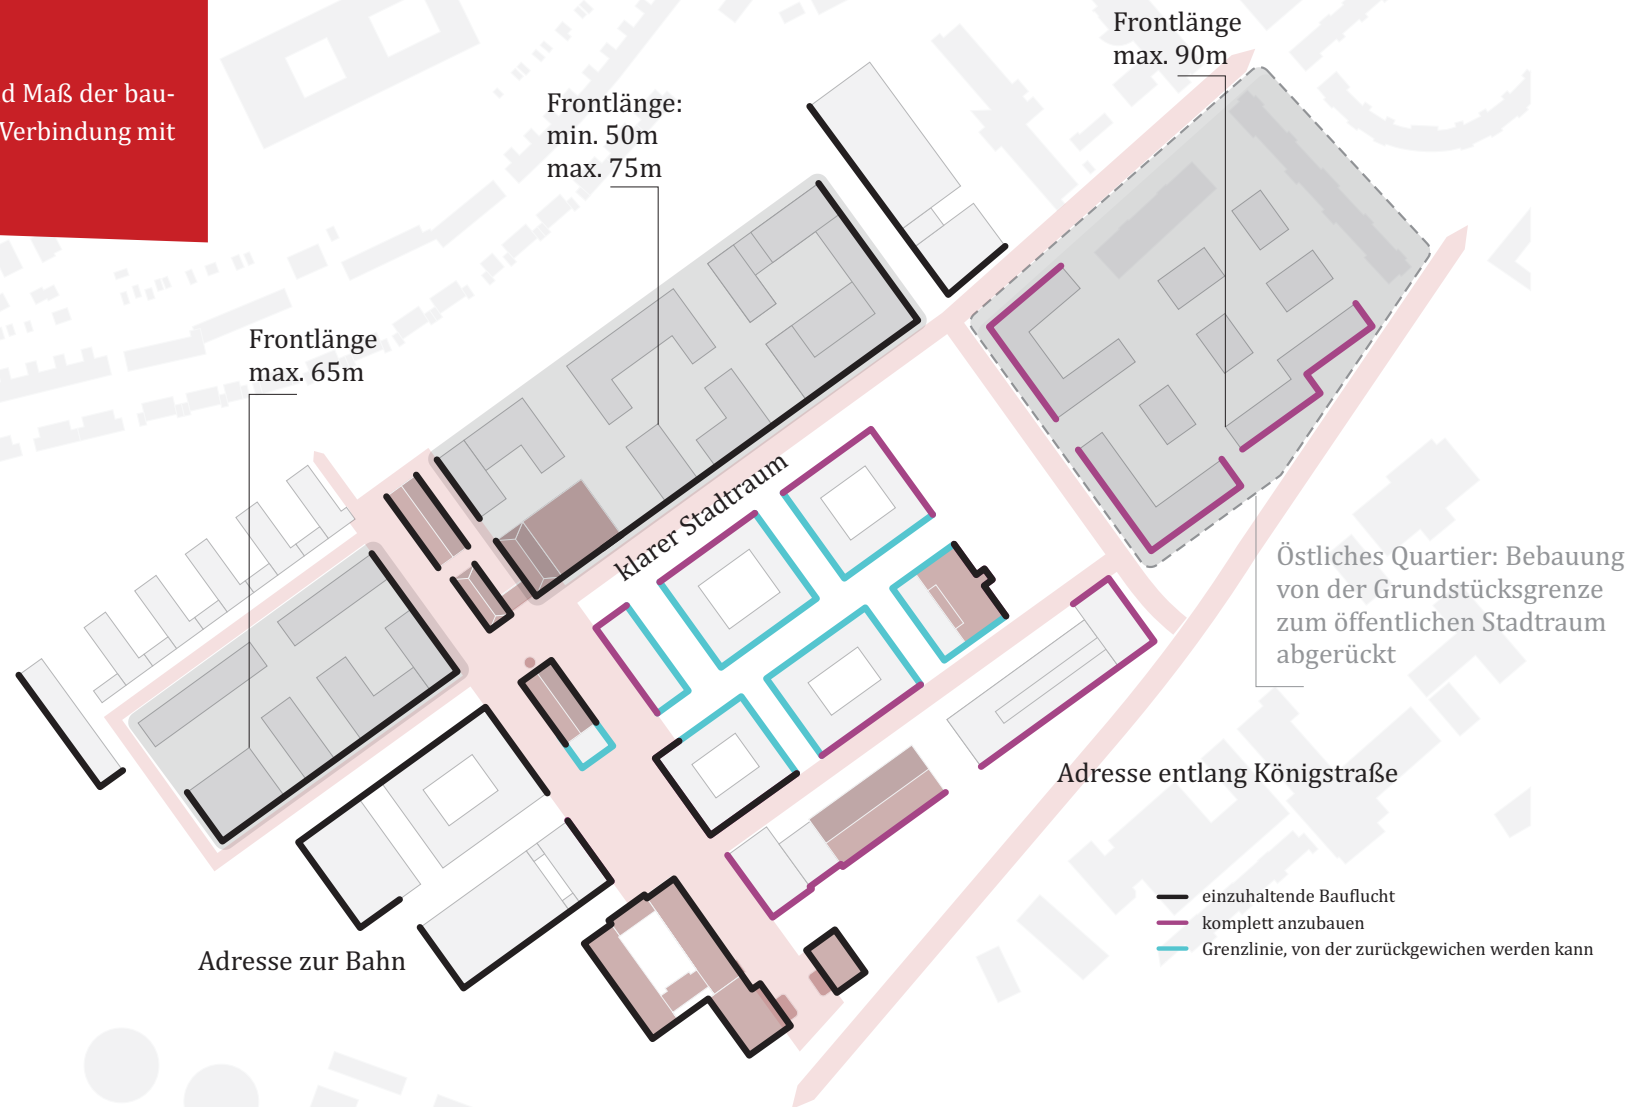 d Maß der bau-
Verbindung mit
Frontlänge
max. 90m
Frontlänge:
min. 50m
max. 75m
Frontlänge
max. 65m
klarer Stadtraum
Östliches Quartier: Bebauung
von der Grundstücksgrenze
zum öffentlichen Stadtraum
abgerückt
Adresse entlang Königstraße
Adresse zur Bahn
einzuhaltende Bauflucht
komplett anzubauen
Grenzlinie, von der zurückgewichen werden kann